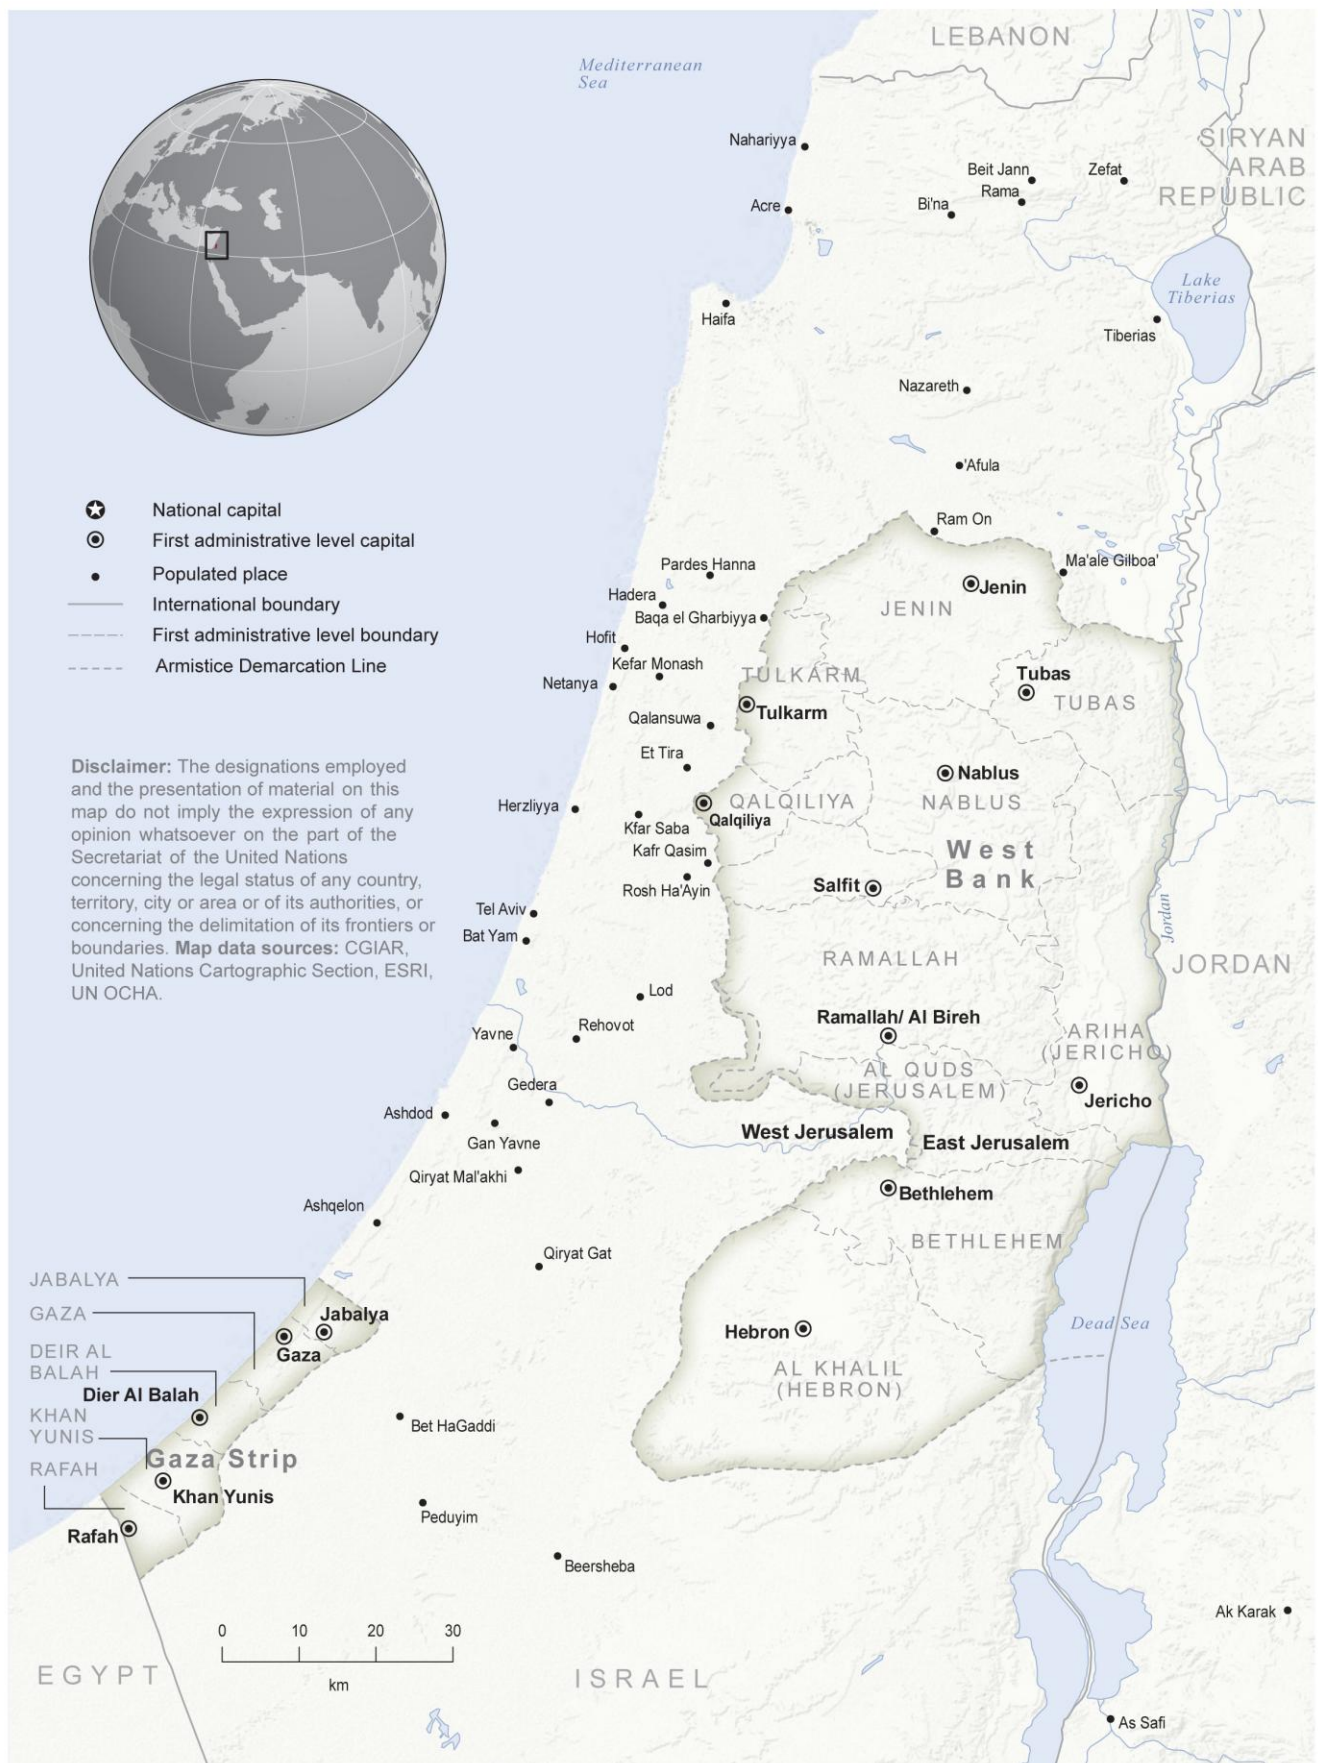 LEBANON
Mediterranean
Sea
SIRYAN
ARAB
REPUBLIC
Nahariyya
Beit Jann
Zefat
Rama
Acre
Bi'na
Lake
Tiberias
Haifa
Tiberias
Nazareth
'Afula
National capital
First administrative level capital
Populated place
International boundary
First administrative level boundary
Armistice Demarcation Line
Ram On
Pardes Hanna
Ma'ale Gilboa'
Jenin
Hadera
JENIN
Baqa el Gharbiyya
Hofit
Kefar Monash
TULKARM
Tubas
Netanya
TUBAS
Tulkarm
Qalansuwa
Et Tira
Nablus
Disclaimer: The designations employed
and the presentation of material on this
map do not imply the expression of any
opinion whatsoever on the part of the
Secretariat of the United Nations
concerning the legal status of any country,
territory, city or area or of its authorities, or
concerning the delimitation of its frontiers or
boundaries. Map data sources: CGIAR,
United Nations Cartographic Section, ESRI,
UN OCHA.
Herzliyya
QALQILIYA
NABLUS
Kfar Saba
Qalqiliya
Kafr Qasim
West
Bank
Rosh Ha'Ayin
Salfit
Tel Aviv
Jordan
Bat Yam
RAMALLAH
JORDAN
Lod
Ramallah/ Al Bireh
Rehovot
Yavne
ARIHA
(JERICHO)
AL QUDS
(JERUSALEM)
Gedera
Jericho
Ashdod
Gan Yavne
West Jerusalem
East Jerusalem
Qiryat Mal'akhi
Bethlehem
Ashqelon
BETHLEHEM
Qiryat Gat
JABALYA
GAZA
Jabalya
Dead Sea
Hebron
Gaza
DEIR AL
BALAH
AL KHALIL
(HEBRON)
Dier Al Balah
KHAN
YUNIS
Bet HaGaddi
Gaza Strip
RAFAH
Khan Yunis
Peduyim
Rafah
Beersheba
Ak Karak
0 10 20 30
km
EGYPT
ISRAEL
As Safi